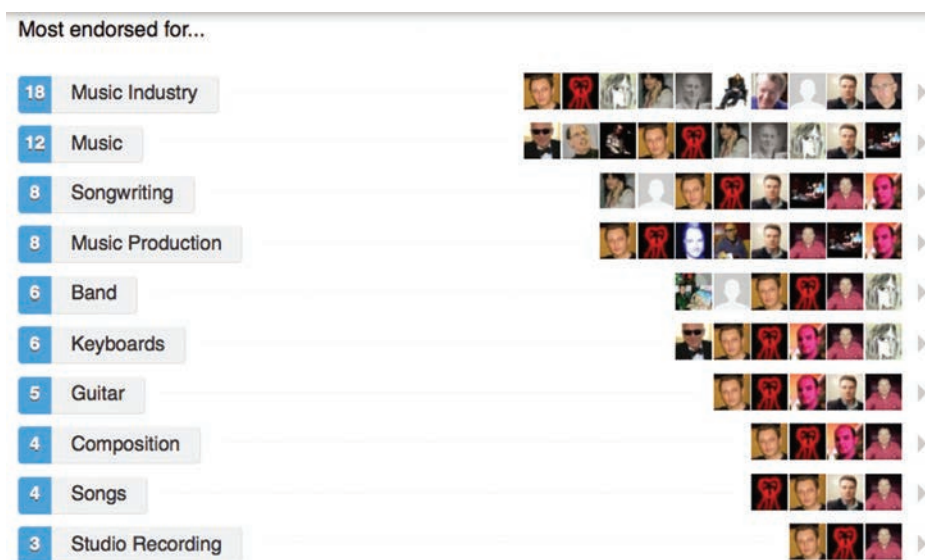 Most endorsed for...
18 Music Industry
12 Music
8 Songwriting
8 Music Production
6 Band
6 Keyboards
5 Guitar
4 Composition
4 Songs
3 Studio Recording